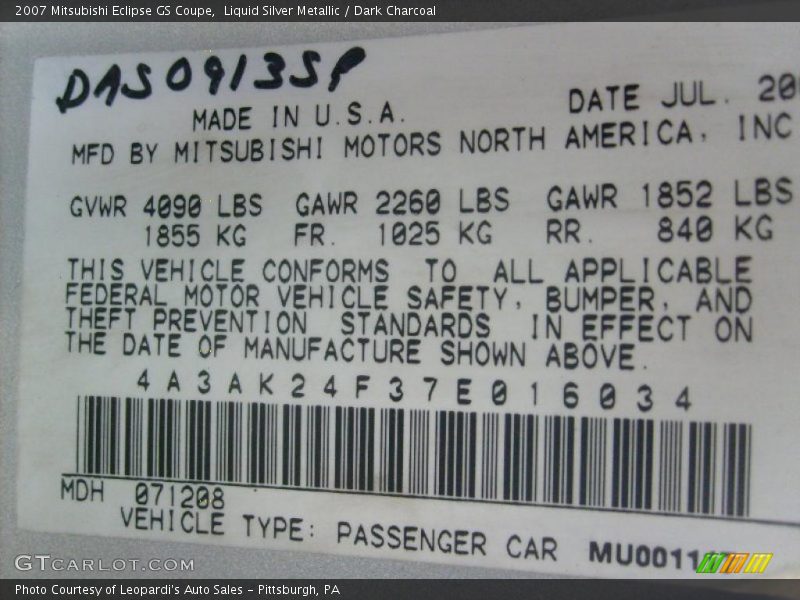 2007 Mitsubishi Eclipse GS Coupe, Liquid Silver Metallic / Dark Charcoal
DAS0913SP
MADE IN U.S.A. DATE JUL. 20
MFD BY MITSUBISHI MOTORS NORTH AMERICA, INC
GVWR 4090 LBS GAWR 2260 LBS GAWR 1852 LBS
1855 KG FR. 1025 KG RR. 840 KG
THIS VEHICLE CONFORMS TO ALL APPLICABLE
FEDERAL MOTOR VEHICLE SAFETY, BUMPER, AND
THEFT PREVENTION STANDARDS IN EFFECT ON
THE DATE OF MANUFACTURE SHOWN ABOVE.
4A3AK24F37E016034
MDH 071208
VEHICLE TYPE: PASSENGER CAR MU0011
GTCARLOT.COM
Photo Courtesy of Leopardi's Auto Sales - Pittsburgh, PA